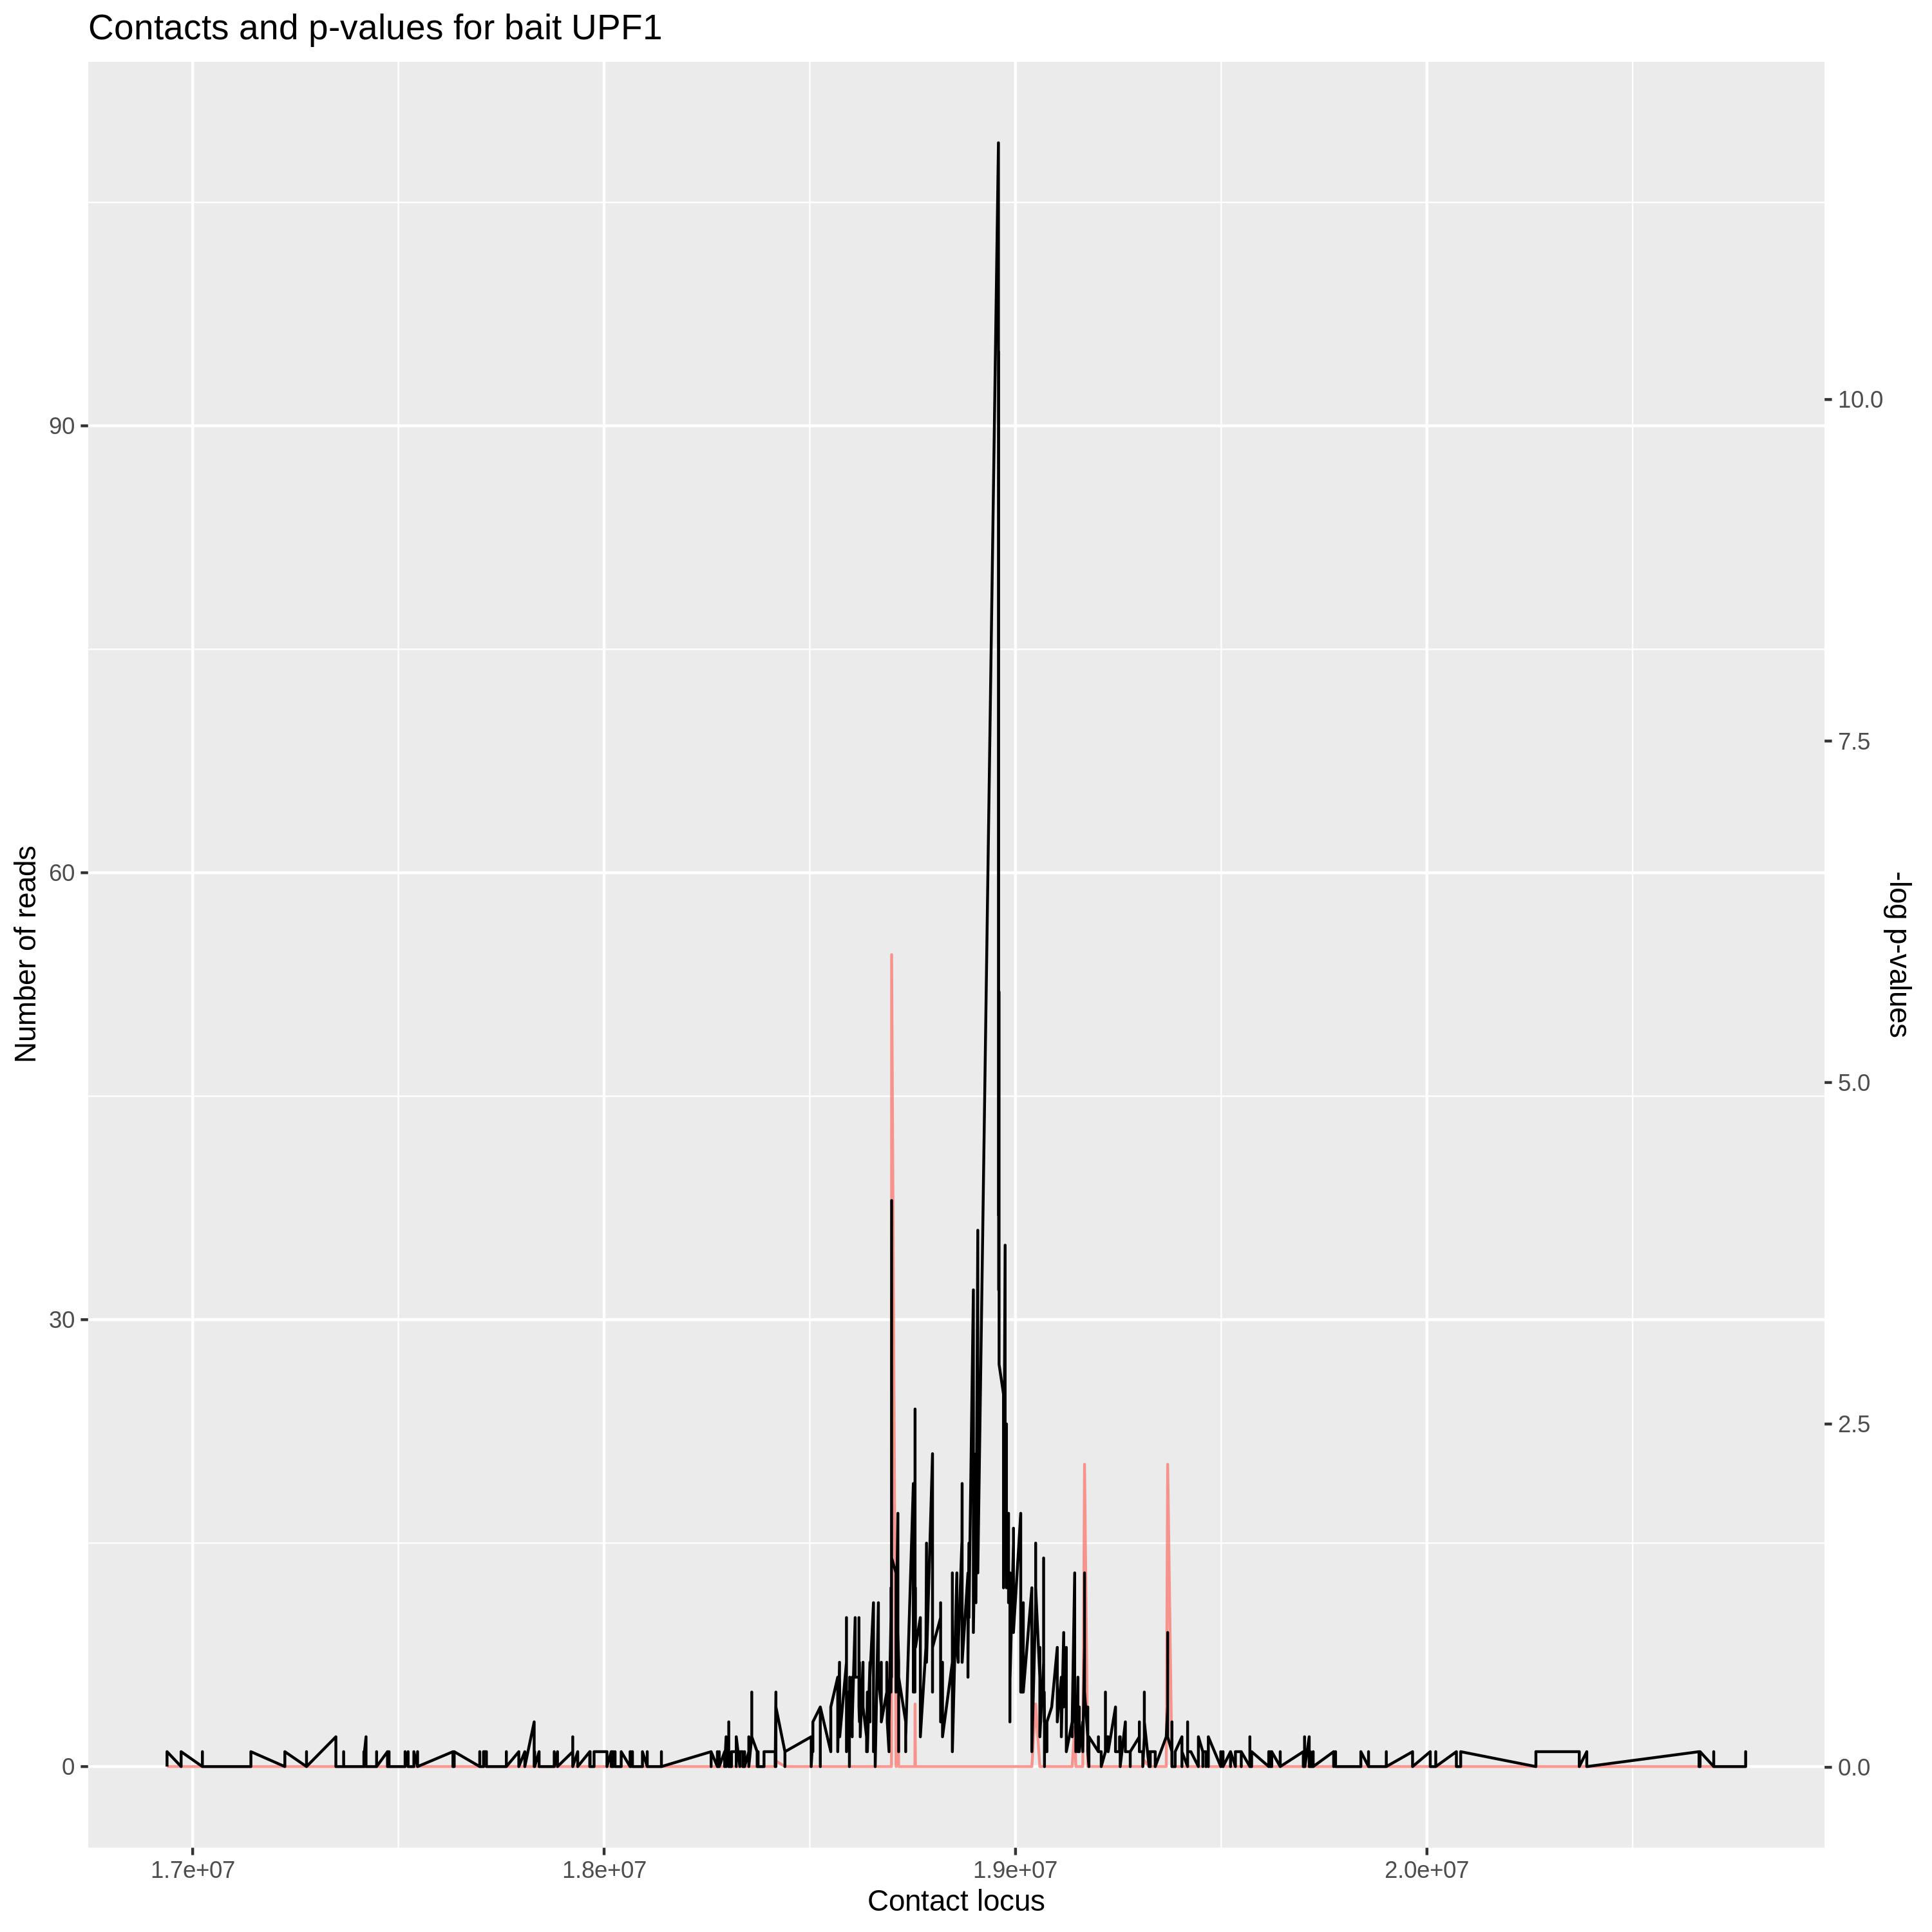 Contacts and p-values for bait UPF1
Number of reads
90
60
30
0
10.0
7.5
5.0
2.5
0.0
-log p-values
1.7e+07
1.8e+07
1.9e+07
2.0e+07
Contact locus